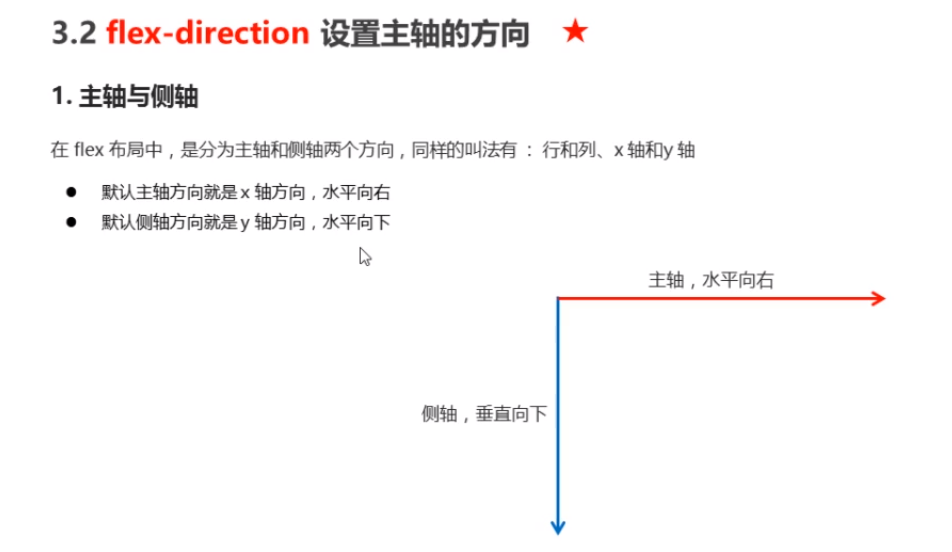 3.2 flex-direction 设置主轴的方向 ★
1. 主轴与侧轴
在 flex 布局中，是分为主轴和侧轴两个方向，同样的叫法有 ： 行和列、x 轴和y 轴
● 默认主轴方向就是 x 轴方向，水平向右
● 默认侧轴方向就是 y 轴方向，水平向下
主轴，水平向右
侧轴，垂直向下